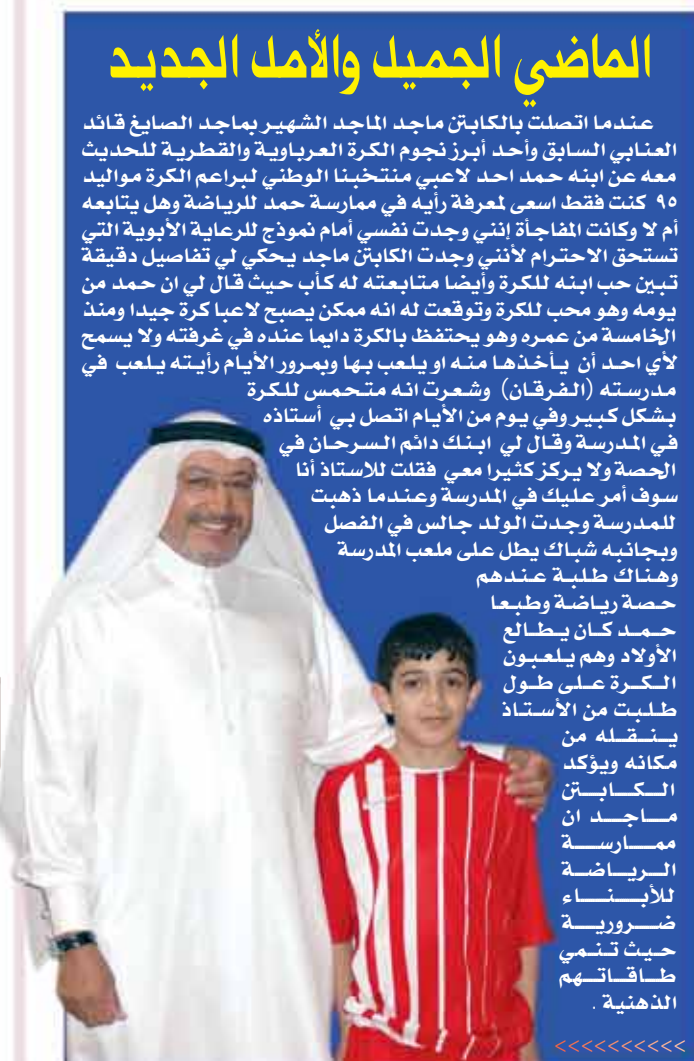 الماضي الجميل والأمل الجديد
عندما اتصلت بالكابتن ماجد الماجد الشهير بماجد الصايغ قائد
العنابي السابق وأحد أبرز نجوم الكرة العرباوية والقطرية للحديث
معه عن ابنه حمد احد لاعبي منتخبنا الوطني لبراعم الكرة مواليد
٩٥ كنت فقط اسعى لمعرفة رأيه في ممارسة حمد للرياضة وهل يتابعه
أم لا وكانت المفاجأة إنني وجدت نفسي أمام نموذج للرعاية الأبوية التي
تستحق الاحترام لأنني وجدت الكابتن ماجد يحكي لي تفاصيل دقيقة
تبين حب ابنه للكرة وأيضا متابعته له كأب حيث قال لي ان حمد من
يومه وهو محب للكرة وتوقعت له انه ممكن يصبح لاعبا كرة جيدا ومنذ
الخامسة من عمره وهو يحتفظ بالكرة دايما عنده في غرفته ولا يسمح
لأي احد أن يأخذها منه او يلعب بها وبمرور الأيام رأيته يلعب في
مدرسته (الفرقان) وشعرت انه متحمس للكرة
بشكل كبير وفي يوم من الأيام اتصل بي أستاذه
في المدرسة وقال لي ابنك دائم السرحان في
الحصة ولا يركز كثيرا معي فقلت للاستاذ أنا
سوف أمر عليك في المدرسة وعندما ذهبت
للمدرسة وجدت الولد جالس في الفصل
وبجانبه شباك يطل على ملعب المدرسة
وهناك طلبة عندهم
حصة رياضة وطبعا
حمد كان يطالع
الأولاد وهم يلعبون
الكرة على طول
طلبت من الأستاذ
ينقله من
مكانه ويؤكد
الكابتن
ماجد ان
ممارسة
الرياضة
للأبناء
ضرورية
حيث تنمي
طاقاتهم
الذهنية .
<<<<<<<<<<